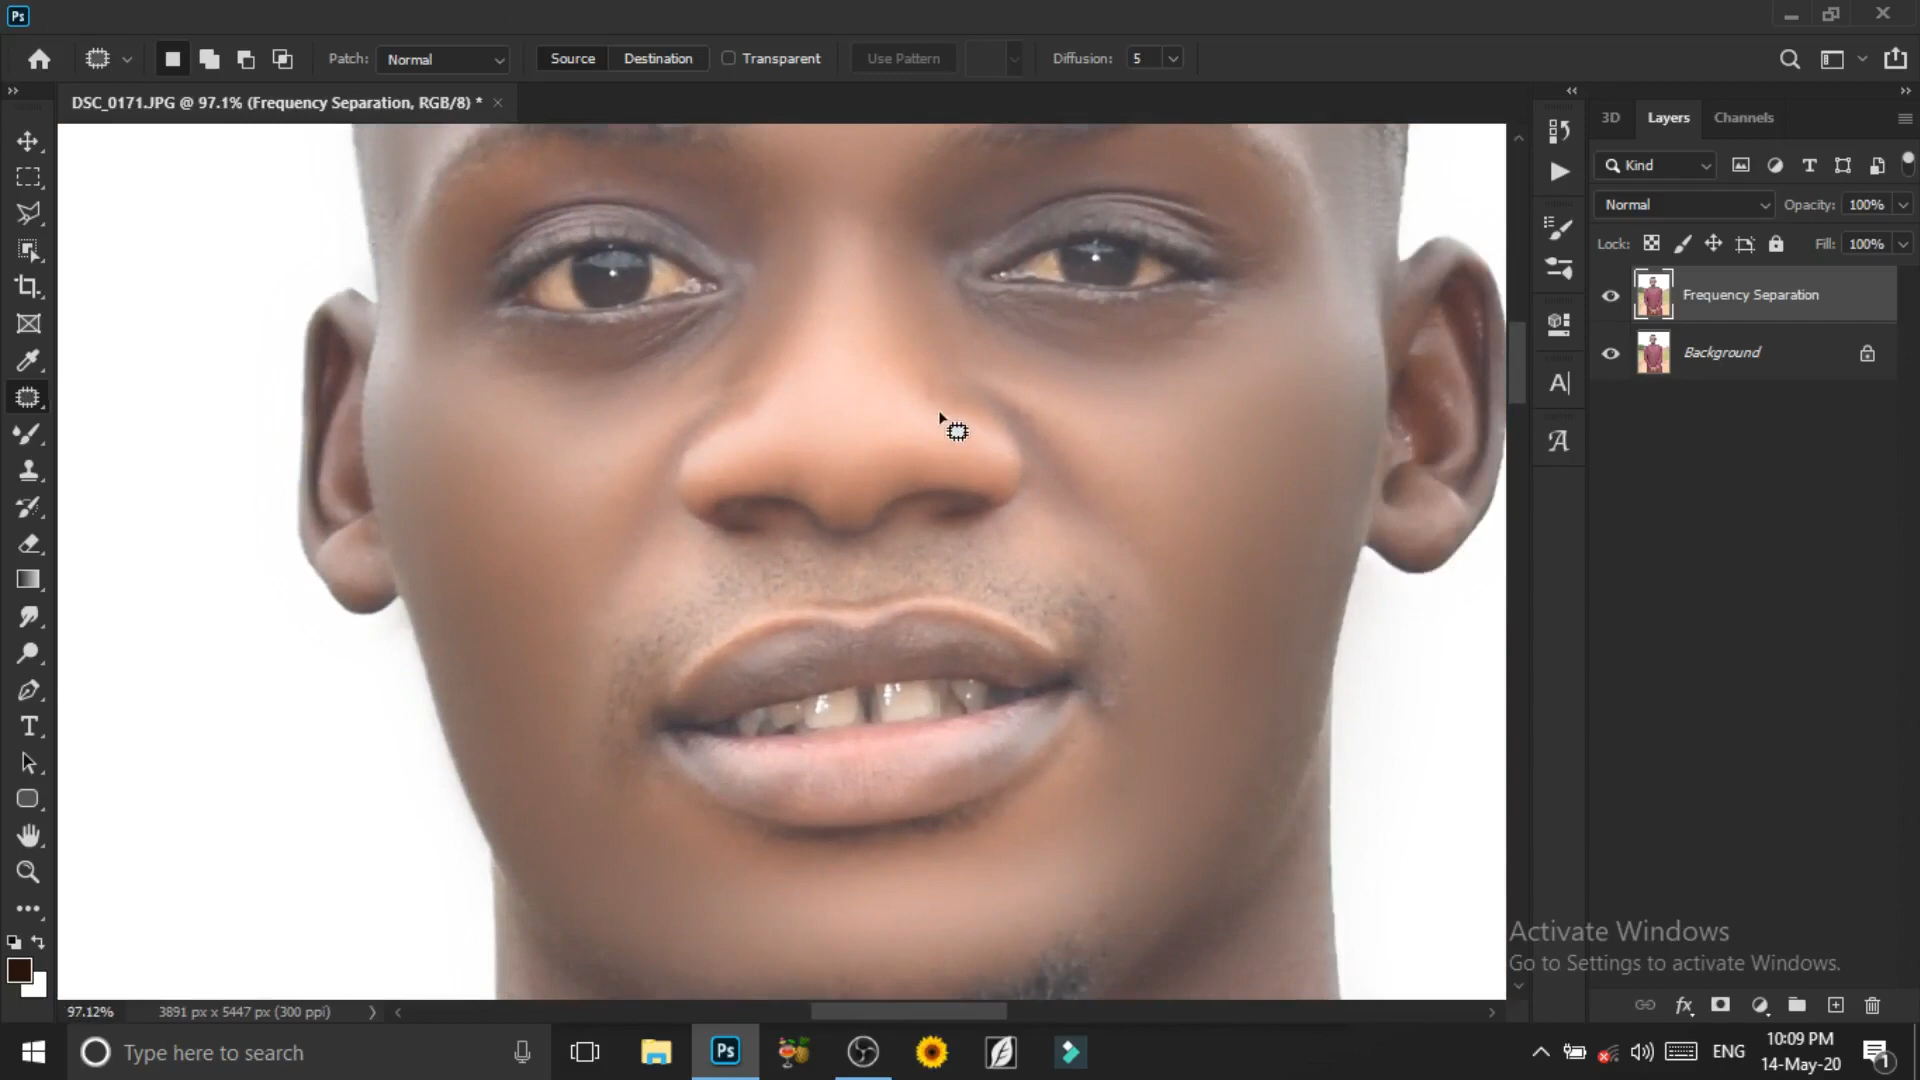 Ps
Patch: Normal Source Destination Transparent Use Pattern Diffusion: 5
DSC_0171.JPG @ 97.1% (Frequency Separation, RGB/8) *
3D Layers Channels
Kind
Normal Opacity: 100%
Lock: Fill: 100%
Frequency Separation
Background
Activate Windows
Go to Settings to activate Windows.
97.12% 3891 px x 5447 px (300 ppi)
Type here to search
Ps
ENG
10:09 PM
14-May-20
1